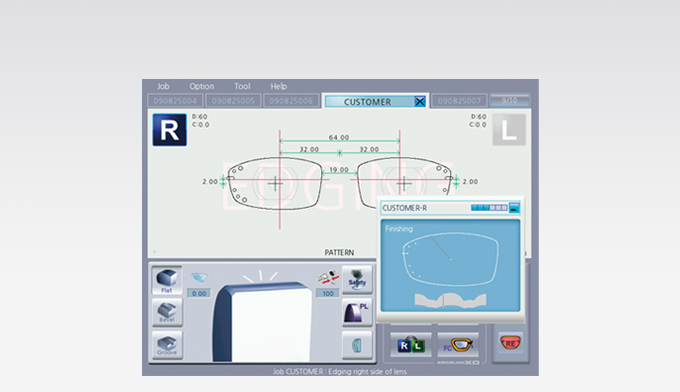 Job Option Tool Help
090825004 090825005 090825006 CUSTOMER 090825007 9/10
R D:60 D:60 L
C:0.0 C:0.0
64.00
32.00 32.00
19.00
2.00 2.00
EDGING
CUSTOMER-R
Finishing
PATTERN
Flat 0.00 100 Safety
Bevel PL
Groove R L FC RE
Job CUSTOMER : Edging right side of lens